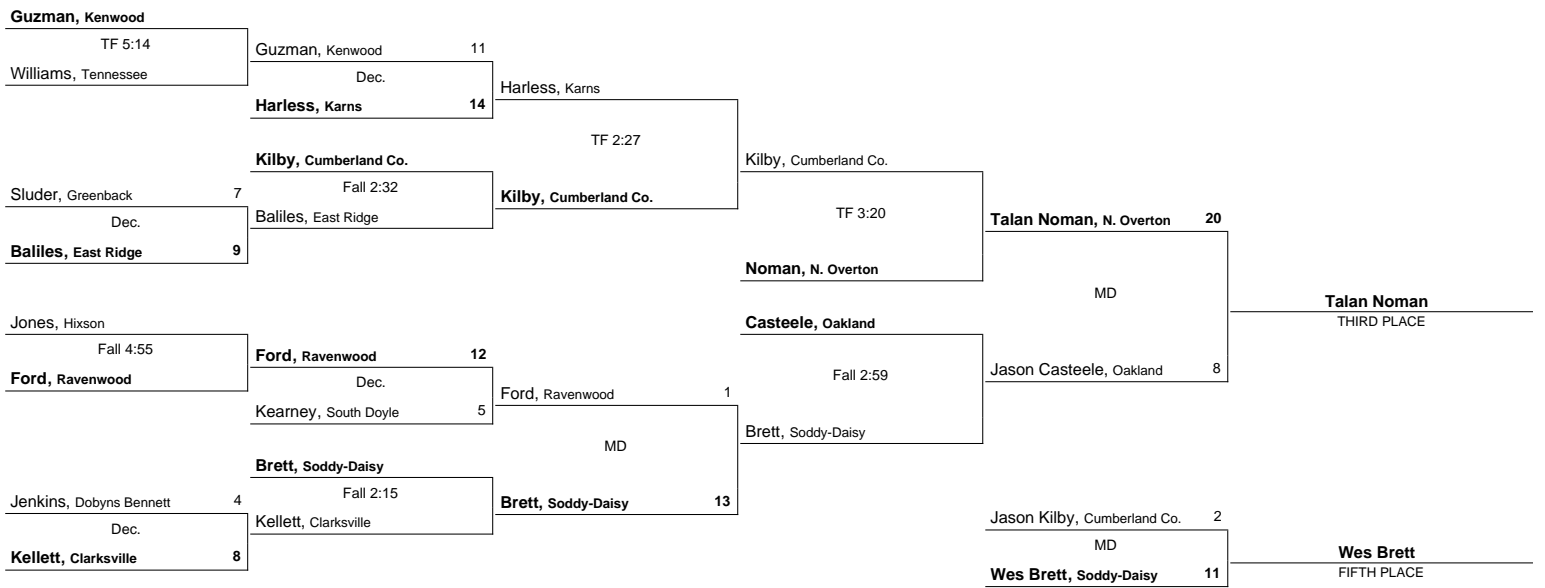 Guzman, Kenwood
TF 5:14
Williams, Tennessee
Sluder, Greenback 7
Dec.
Baliles, East Ridge 9
Jones, Hixson
Fall 4:55
Ford, Ravenwood
Jenkins, Dobyns Bennett 4
Dec.
Kellett, Clarksville 8
Guzman, Kenwood 11
Dec.
Harless, Karns 14
Kilby, Cumberland Co.
Fall 2:32
Baliles, East Ridge
Ford, Ravenwood 12
Dec.
Kearney, South Doyle 5
Brett, Soddy-Daisy
Fall 2:15
Kellett, Clarksville
Harless, Karns
TF 2:27
Kilby, Cumberland Co.
Ford, Ravenwood 1
MD
Brett, Soddy-Daisy 13
Kilby, Cumberland Co.
TF 3:20
Noman, N. Overton
Casteele, Oakland
Fall 2:59
Brett, Soddy-Daisy
Talan Noman, N. Overton 20
MD
Jason Casteele, Oakland 8
Jason Kilby, Cumberland Co. 2
MD
Wes Brett, Soddy-Daisy 11
Talan Noman
THIRD PLACE
Wes Brett
FIFTH PLACE